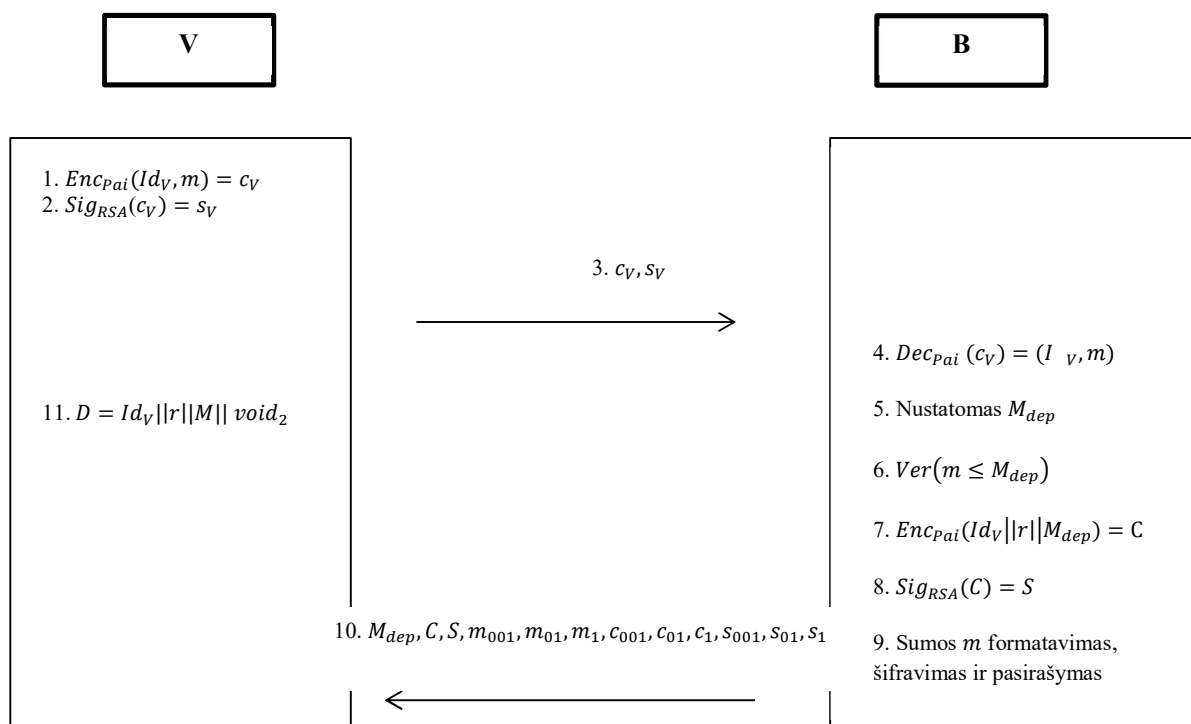 V
B
1. Enc_Pai(Id_V, m) = c_V
2. Sig_RSA(c_V) = s_V
3. c_V, s_V
4. Dec_Pai (c_V) = (I _V, m)
5. Nustatomas M_dep
11. D = Id_V||r||M|| void_2
6. Ver(m ≤ M_dep)
7. Enc_Pai(Id_V||r||M_dep) = C
8. Sig_RSA(C) = S
10. M_dep, C, S, m_001, m_01, m_1, c_001, c_01, c_1, s_001, s_01, s_1
9. Sumos m formatavimas,
šifravimas ir pasirašymas